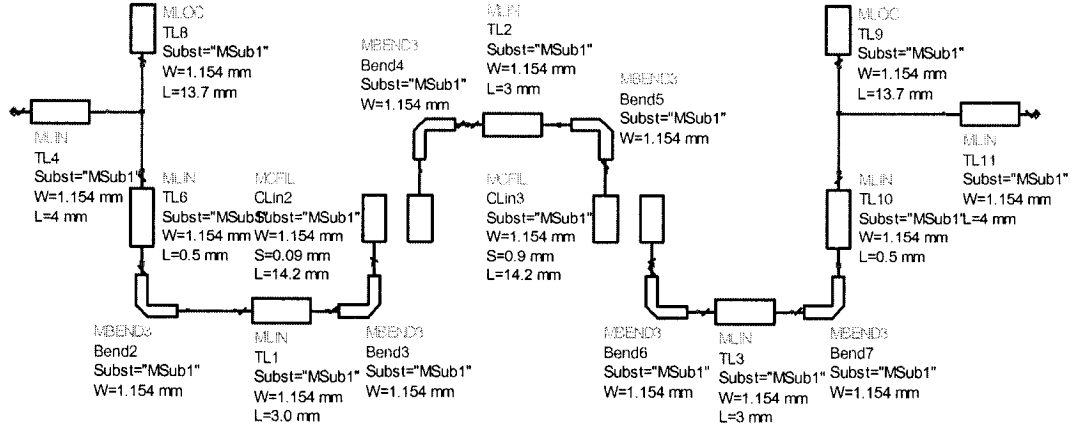 MLOC
TL8
Subst="MSub1"
W=1.154 mm
L=13.7 mm
MLIN
TL4
Subst="MSub1"
W=1.154 mm
L=4 mm
MLIN
TL6
Subst="MSub1"
W=1.154 mm
L=0.5 mm
MCFIL
CLin2
Subst="MSub1"
W=1.154 mm
S=0.09 mm
L=14.2 mm
MBEND3
Bend2
Subst="MSub1"
W=1.154 mm
MLIN
TL1
Subst="MSub1"
W=1.154 mm
L=3.0 mm
MBEND3
Bend3
Subst="MSub1"
W=1.154 mm
MBEND3
Bend4
Subst="MSub1"
W=1.154 mm
MLIN
TL2
Subst="MSub1"
W=1.154 mm
L=3 mm
MBEND3
Bend5
Subst="MSub1"
W=1.154 mm
MCFIL
CLin3
Subst="MSub1"
W=1.154 mm
S=0.9 mm
L=14.2 mm
MBEND3
Bend6
Subst="MSub1"
W=1.154 mm
MLIN
TL3
Subst="MSub1"
W=1.154 mm
L=3 mm
MBEND3
Bend7
Subst="MSub1"
W=1.154 mm
MLOC
TL9
Subst="MSub1"
W=1.154 mm
L=13.7 mm
MLIN
TL10
Subst="MSub1"
W=1.154 mm
L=0.5 mm
MLIN
TL11
Subst="MSub1"
W=1.154 mm
L=4 mm